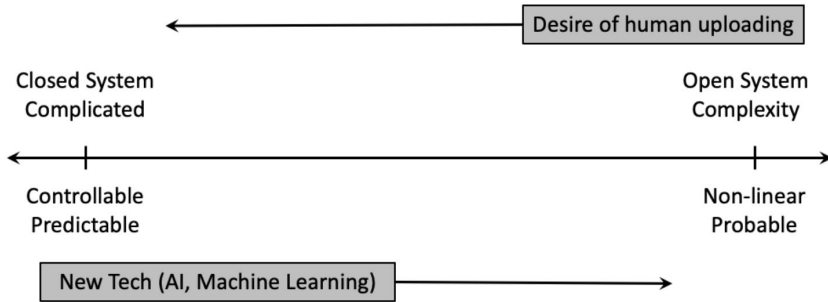 Desire of human uploading
Closed System
Complicated
Open System
Complexity
Controllable
Predictable
Non-linear
Probable
New Tech (AI, Machine Learning)